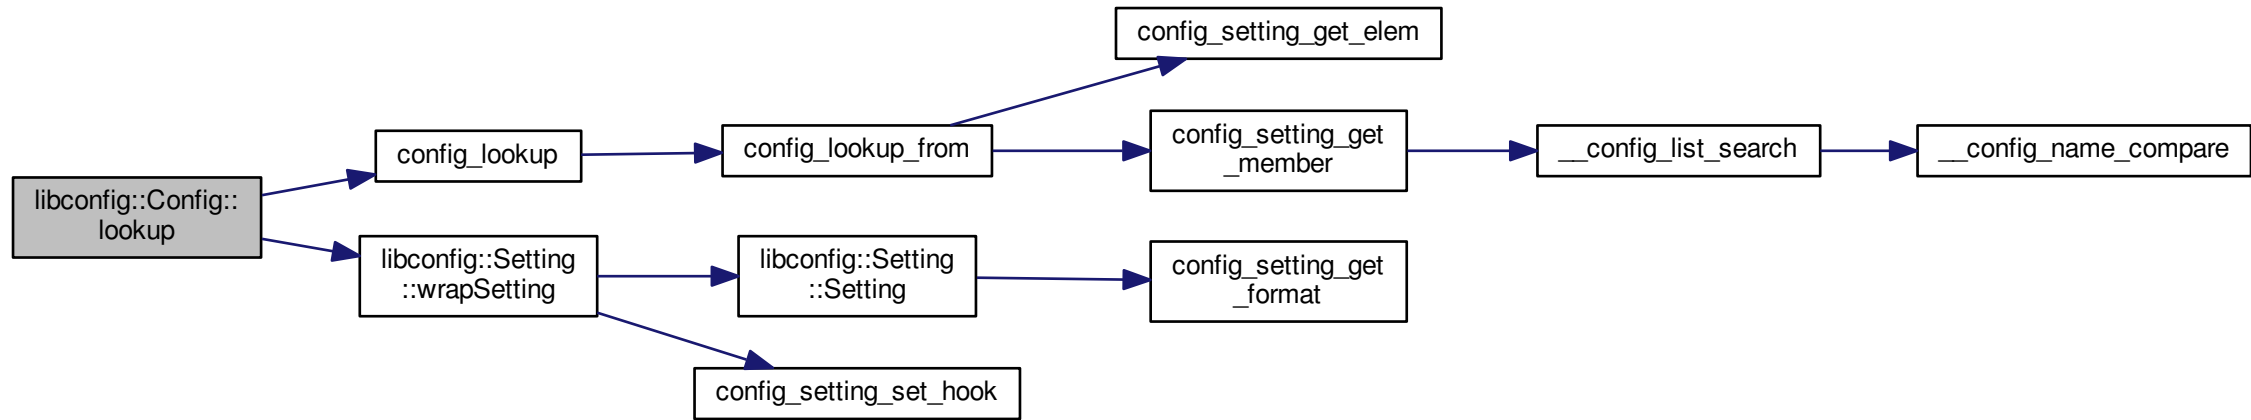 libconfig::Config::
lookup
config_lookup
libconfig::Setting
::wrapSetting
config_lookup_from
libconfig::Setting
::Setting
config_setting_set_hook
config_setting_get_elem
config_setting_get
_member
config_setting_get
_format
__config_list_search
__config_name_compare